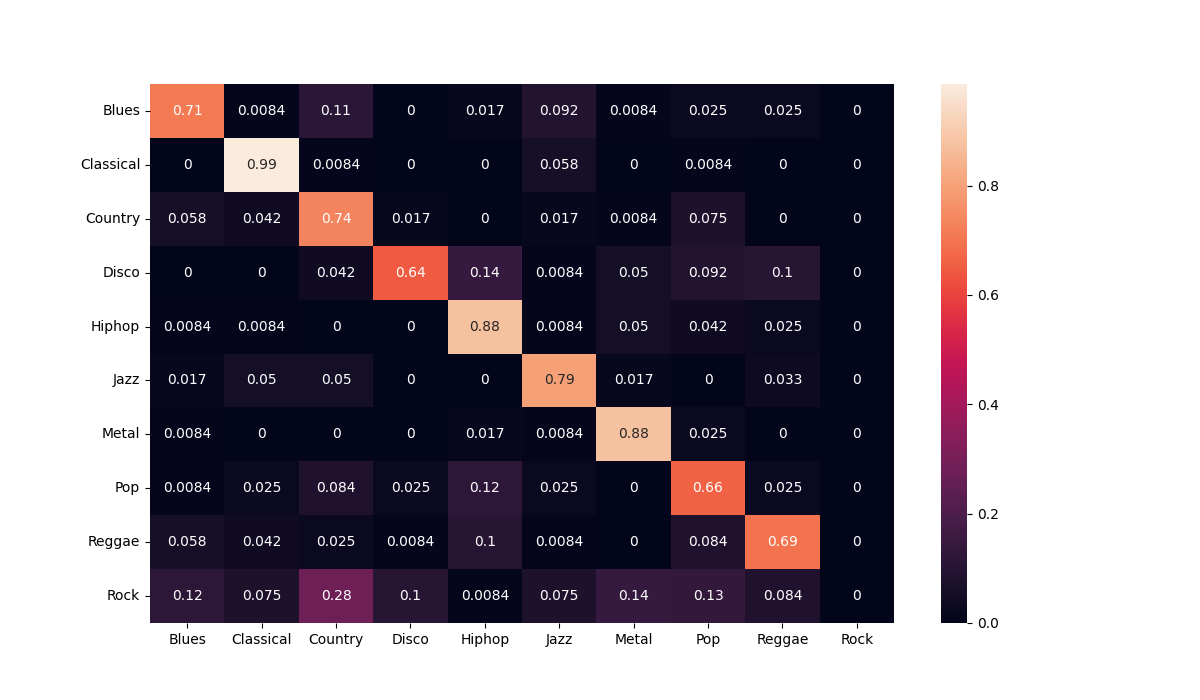 Blues 0.71 0.0084 0.11 0 0.017 0.092 0.0084 0.025 0.025 0
Classical 0 0.99 0.0084 0 0 0.058 0 0.0084 0 0
0.8
Country 0.058 0.042 0.74 0.017 0 0.017 0.0084 0.075 0 0
Disco 0 0 0.042 0.64 0.14 0.0084 0.05 0.092 0.1 0
0.6
Hiphop 0.0084 0.0084 0 0 0.88 0.0084 0.05 0.042 0.025 0
Jazz 0.017 0.05 0.05 0 0 0.79 0.017 0 0.033 0
0.4
Metal 0.0084 0 0 0 0.017 0.0084 0.88 0.025 0 0
Pop 0.0084 0.025 0.084 0.025 0.12 0.025 0 0.66 0.025 0
0.2
Reggae 0.058 0.042 0.025 0.0084 0.1 0.0084 0 0.084 0.69 0
Rock 0.12 0.075 0.28 0.1 0.0084 0.075 0.14 0.13 0.084 0
0.0
Blues Classical Country Disco Hiphop Jazz Metal Pop Reggae Rock